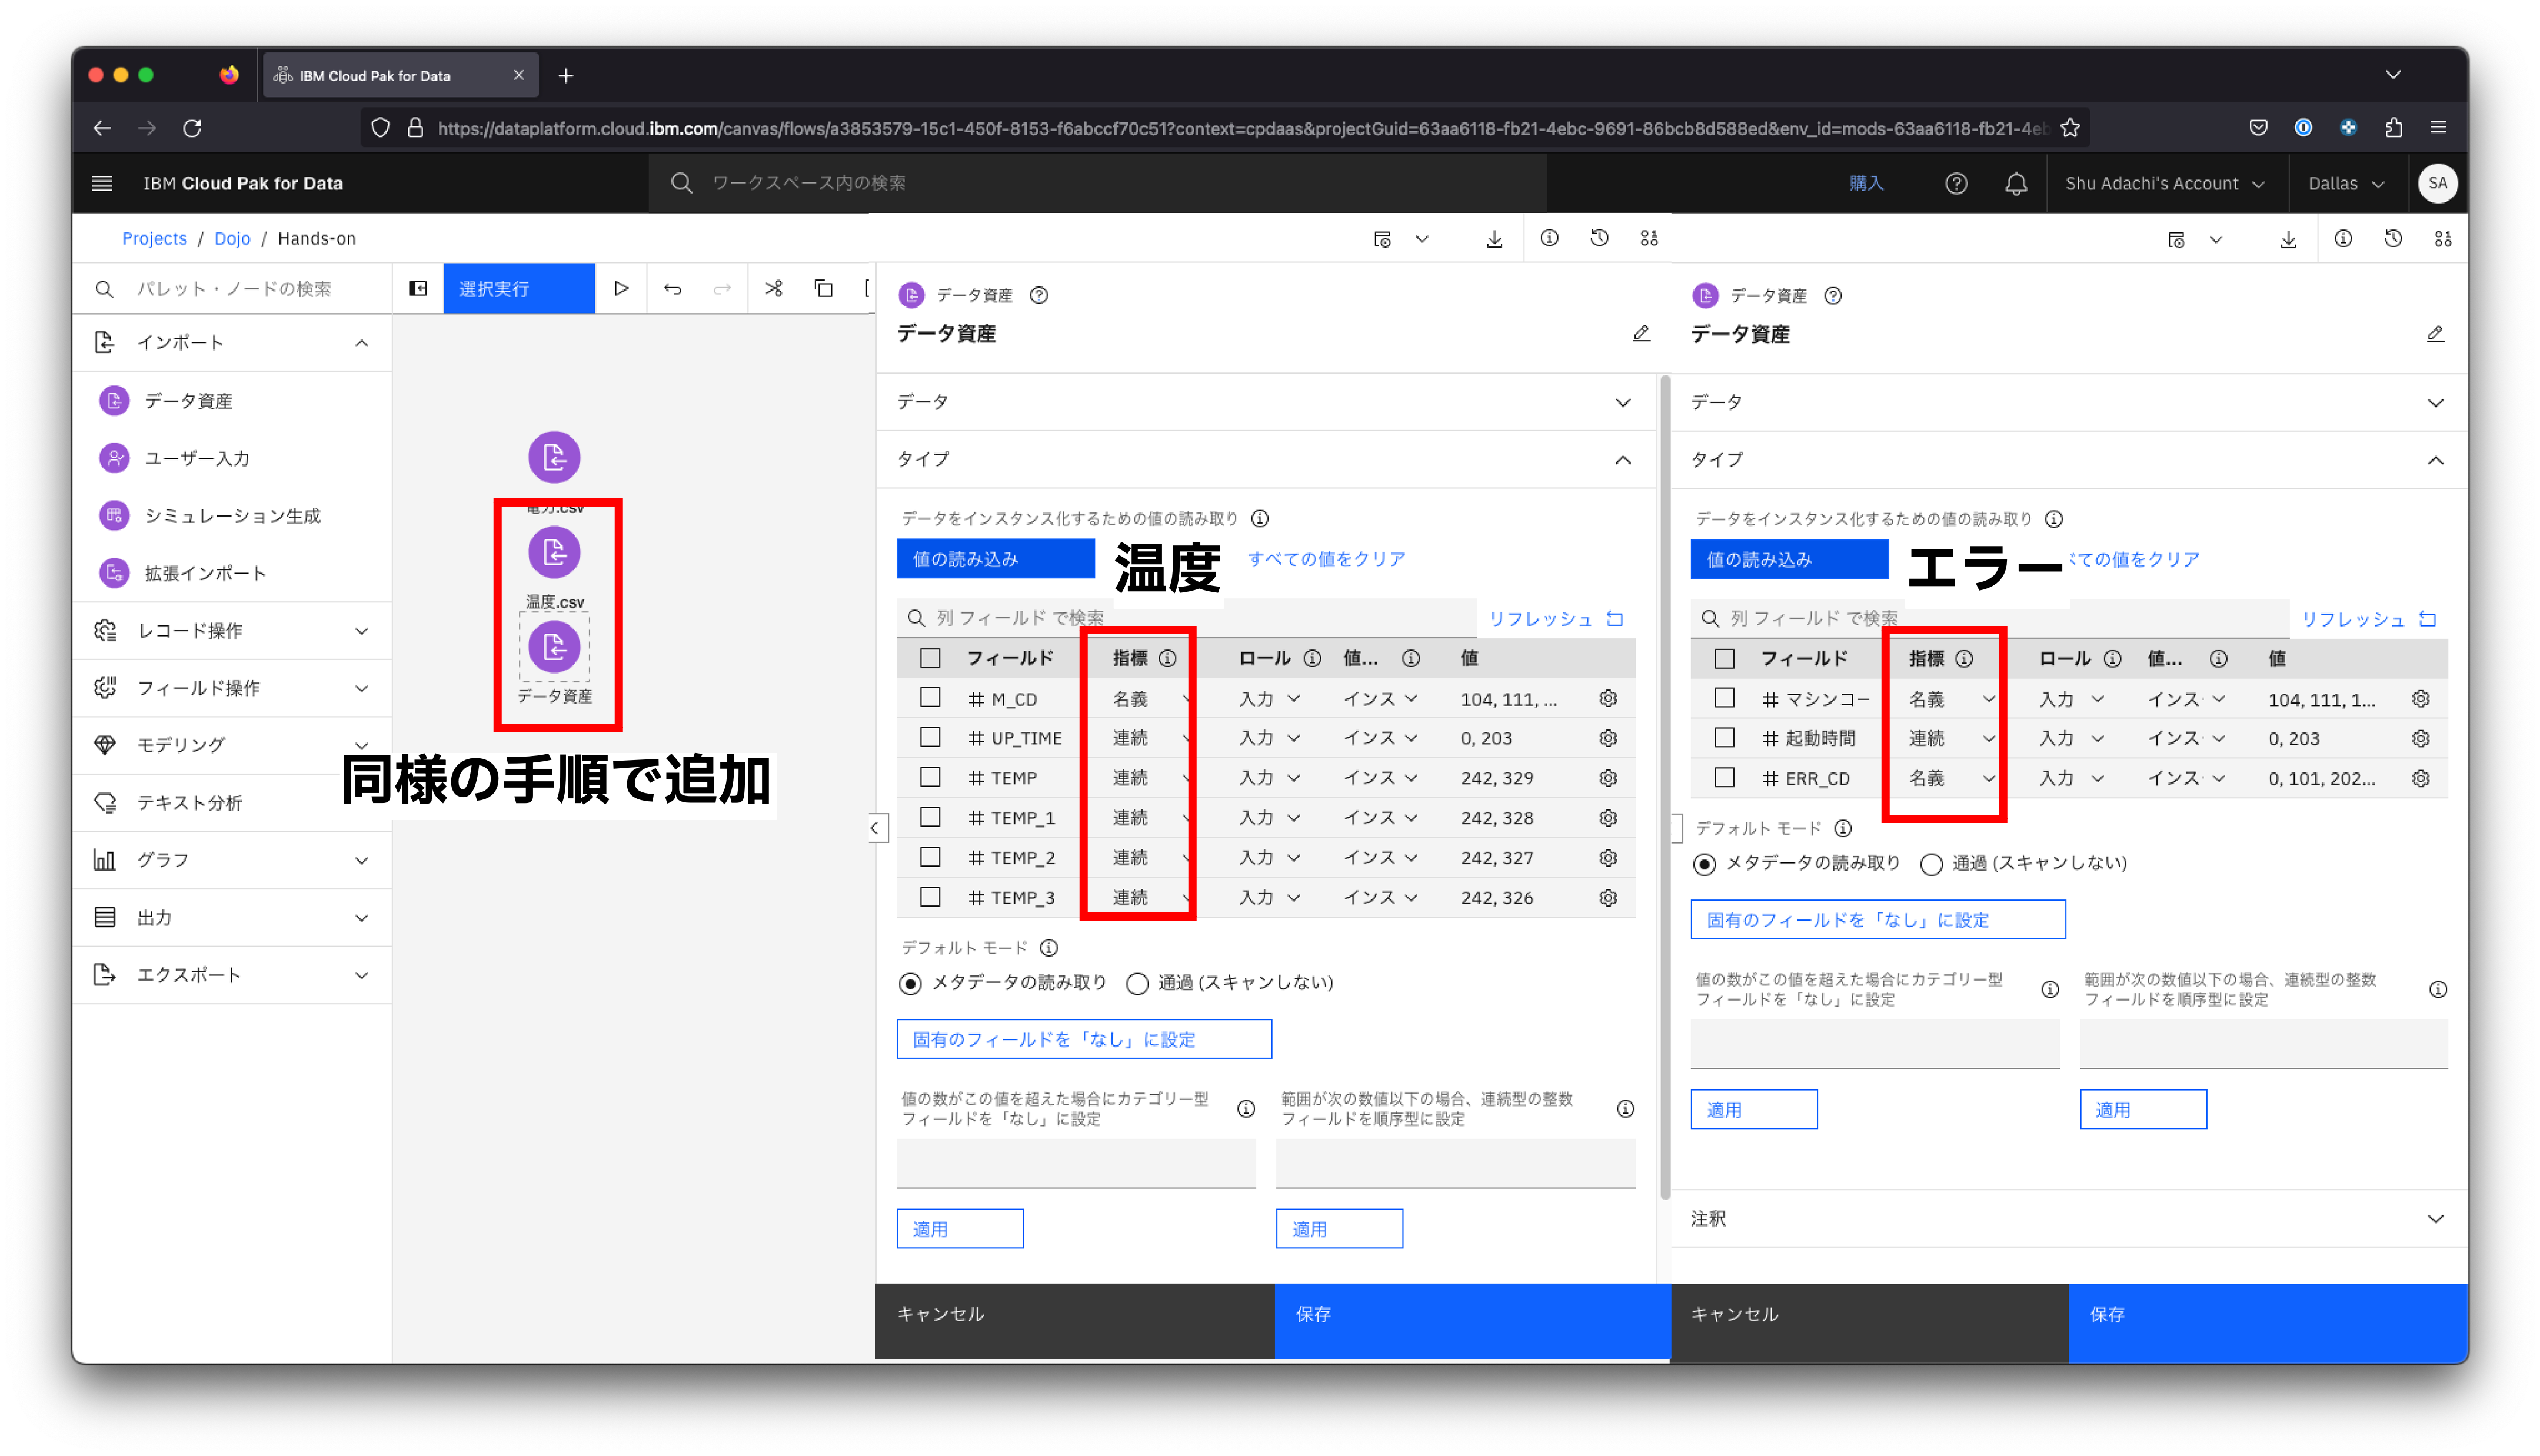 IBM Cloud Pak for Data
https://dataplatform.cloud.ibm.com/canvas/flows/a3853579-15c1-450f-8153-f6abccf70c51?context=cpdaas&projectGuid=63aa6118-fb21-4ebc-9691-86bcb8d588ed&env_id=mods-63aa6118-fb21-4eb
IBM Cloud Pak for Data
ワークスペース内の検索
購入
Shu Adachi's Account
Dallas
SA
Projects / Dojo / Hands-on
パレット・ノードの検索
選択実行
インポート
データ資産
ユーザー入力
シミュレーション生成
拡張インポート
レコード操作
フィールド操作
モデリング
テキスト分析
グラフ
出力
エクスポート
電力.csv
温度.csv
データ資産
同様の手順で追加
データ資産
データ資産
データ
タイプ
データをインスタンス化するための値の読み取り
値の読み込み
温度
すべての値をクリア
列 フィールド で検索
リフレッシュ
フィールド 指標 ロール 値... 値
# M_CD 名義 入力 インス 104, 111, ...
# UP_TIME 連続 入力 インス 0, 203
# TEMP 連続 入力 インス 242, 329
# TEMP_1 連続 入力 インス 242, 328
# TEMP_2 連続 入力 インス 242, 327
# TEMP_3 連続 入力 インス 242, 326
デフォルト モード
メタデータの読み取り 通過 (スキャンしない)
固有のフィールドを「なし」に設定
値の数がこの値を超えた場合にカテゴリー型
フィールドを「なし」に設定
範囲が次の数値以下の場合、連続型の整数
フィールドを順序型に設定
適用
適用
キャンセル
保存
データ資産
データ資産
データ
タイプ
データをインスタンス化するための値の読み取り
値の読み込み
エラー
ての値をクリア
列 フィールド で検索
リフレッシュ
フィールド 指標 ロール 値... 値
# マシンコー 名義 入力 インス 104, 111, 1...
# 起動時間 連続 入力 インス 0, 203
# ERR_CD 名義 入力 インス 0, 101, 202...
デフォルト モード
メタデータの読み取り 通過 (スキャンしない)
固有のフィールドを「なし」に設定
値の数がこの値を超えた場合にカテゴリー型
フィールドを「なし」に設定
範囲が次の数値以下の場合、連続型の整数
フィールドを順序型に設定
適用
適用
注釈
キャンセル
保存